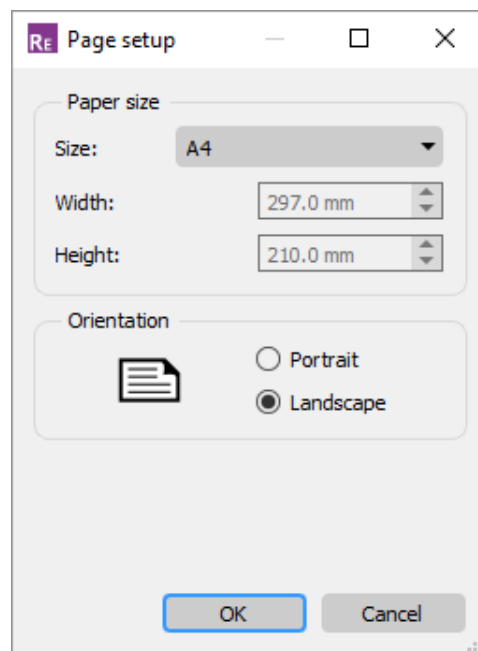 RE Page setup
Paper size
Size: A4
Width: 297.0 mm
Height: 210.0 mm
Orientation
Portrait
Landscape
OK Cancel